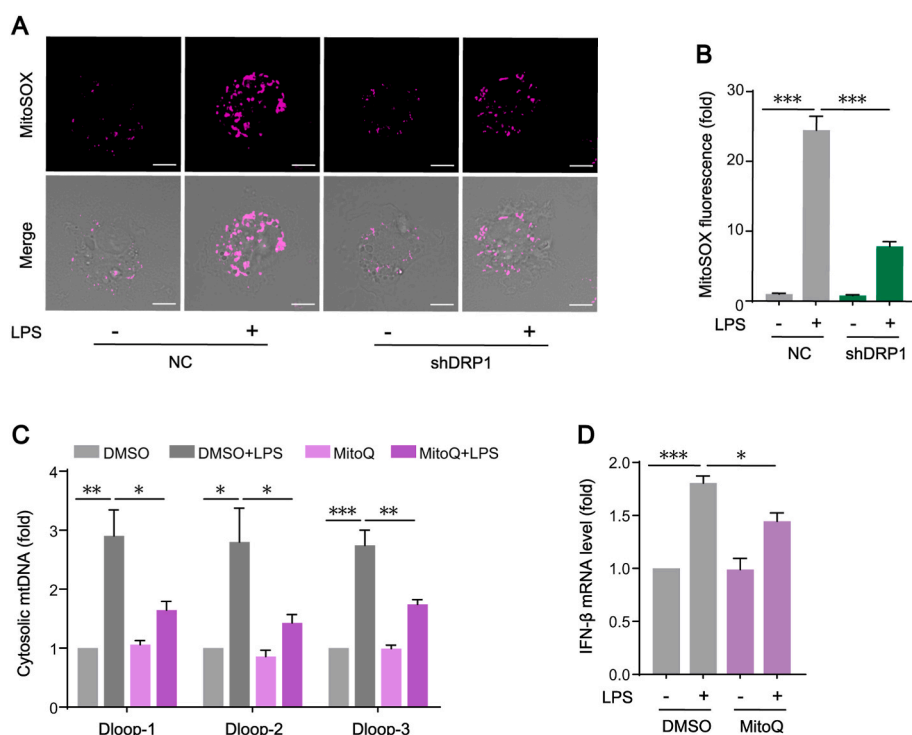 A
MitoSOX
Merge
LPS - + - +
NC shDRP1
B
MitoSOX fluorescence (fold)
30
20
10
0
*** ***
LPS - + - +
NC shDRP1
C
DMSO DMSO+LPS MitoQ MitoQ+LPS
Cytosolic mtDNA (fold)
4
3
2
1
0
** * * * *** **
Dloop-1 Dloop-2 Dloop-3
D
IFN-β mRNA level (fold)
2.0
1.5
1.0
0.5
0.0
*** *
LPS - + - +
DMSO MitoQ